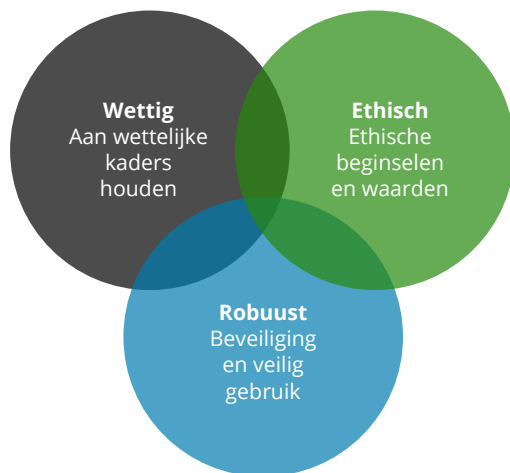 Wettig
Aan wettelijke
kaders
houden
Ethisch
Ethische
beginselen
en waarden
Robuust
Beveiliging
en veilig
gebruik